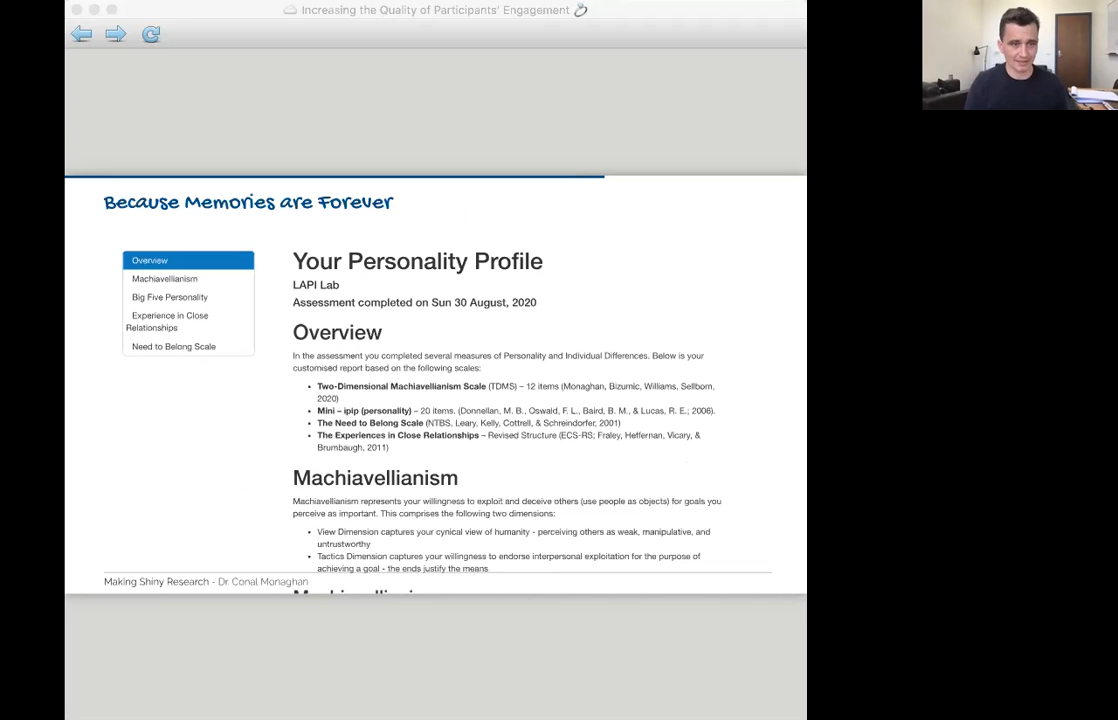 Increasing the Quality of Participants' Engagement
Because Memories are Forever
Overview
Machiavellianism
Big Five Personality
Experience in Close
Relationships
Need to Belong Scale
Your Personality Profile
LAPI Lab
Assessment completed on Sun 30 August, 2020
Overview
In the assessment you completed several measures of Personality and Individual Differences. Below is your
customised report based on the following scales:
• Two-Dimensional Machiavellianism Scale (TDMS) – 12 items (Monaghan, Bizumic, Williams, Sellbom,
2020)
• Mini – ipip (personality) – 20 items. (Donnellan, M. B., Oswald, F. L., Baird, B. M., & Lucas, R. E.; 2006).
• The Need to Belong Scale (NTBS, Leary, Kelly, Cottrell, & Schreindorfer, 2001)
• The Experiences in Close Relationships – Revised Structure (ECS-RS; Fraley, Heffernan, Vicary, &
Brumbaugh, 2011)
Machiavellianism
Machiavellianism represents your willingness to exploit and deceive others (use people as objects) for goals you
perceive as important. This comprises the following two dimensions:
• View Dimension captures your cynical view of humanity - perceiving others as weak, manipulative, and
untrustworthy
• Tactics Dimension captures your willingness to endorse interpersonal exploitation for the purpose of
achieving a goal - the ends justify the means
Making Shiny Research - Dr. Conal Monaghan